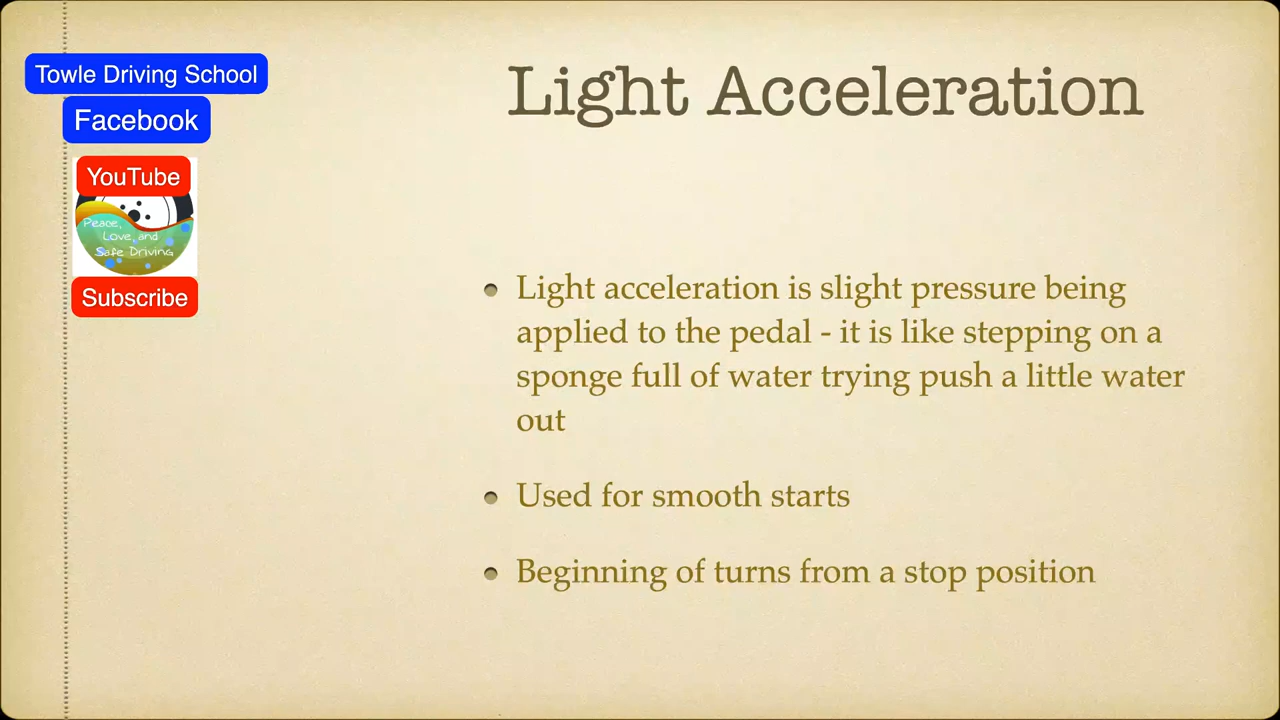 Towle Driving School
Facebook
YouTube
Peace,
Love, and
Safe Driving
Subscribe
Light Acceleration
Light acceleration is slight pressure being
applied to the pedal - it is like stepping on a
sponge full of water trying push a little water
out
Used for smooth starts
Beginning of turns from a stop position